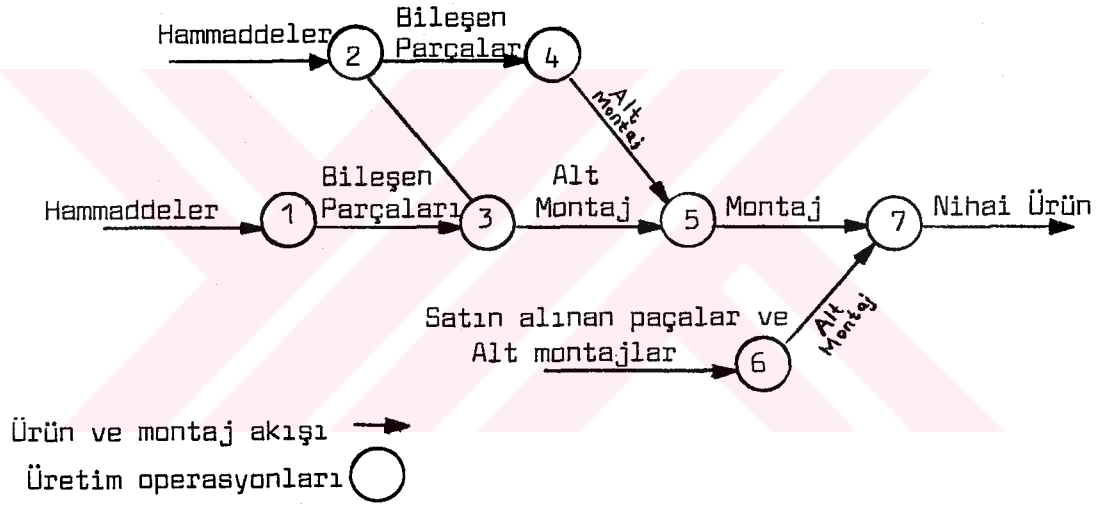 Hammaddeler
2
Bileşen
Parçalar
4
Alt
Montaj
Hammaddeler
1
Bileşen
Parçaları
3
Alt
Montaj
5
Montaj
7
Nihai Ürün
Satın alınan paçalar ve
Alt montajlar
6
Alt
Montaj
Ürün ve montaj akışı
Üretim operasyonları